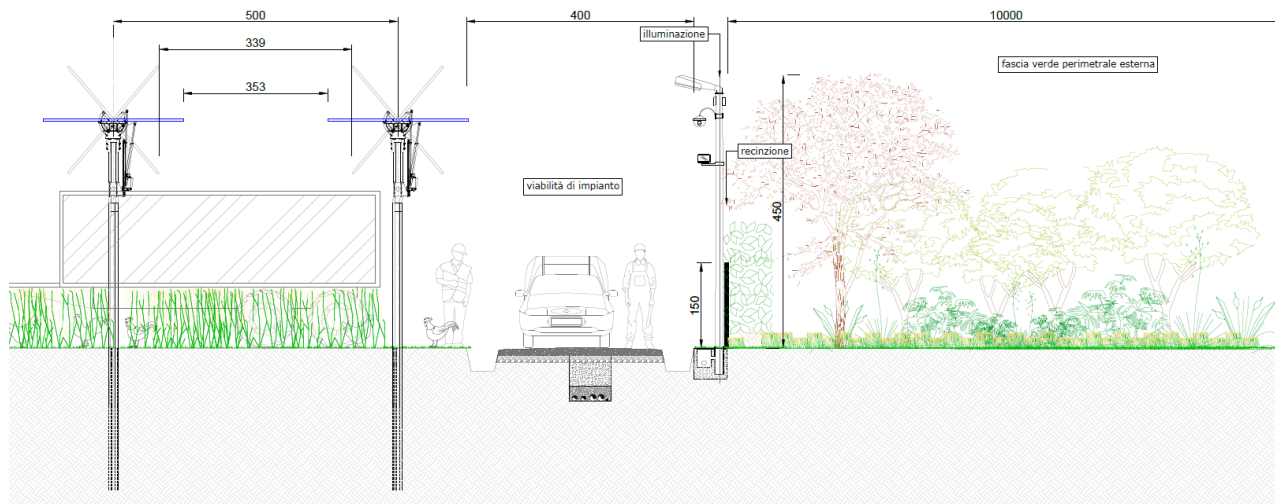 500
400
10000
illuminazione
339
fascia verde perimetrale esterna
353
recinzione
viabilità di impianto
450
150